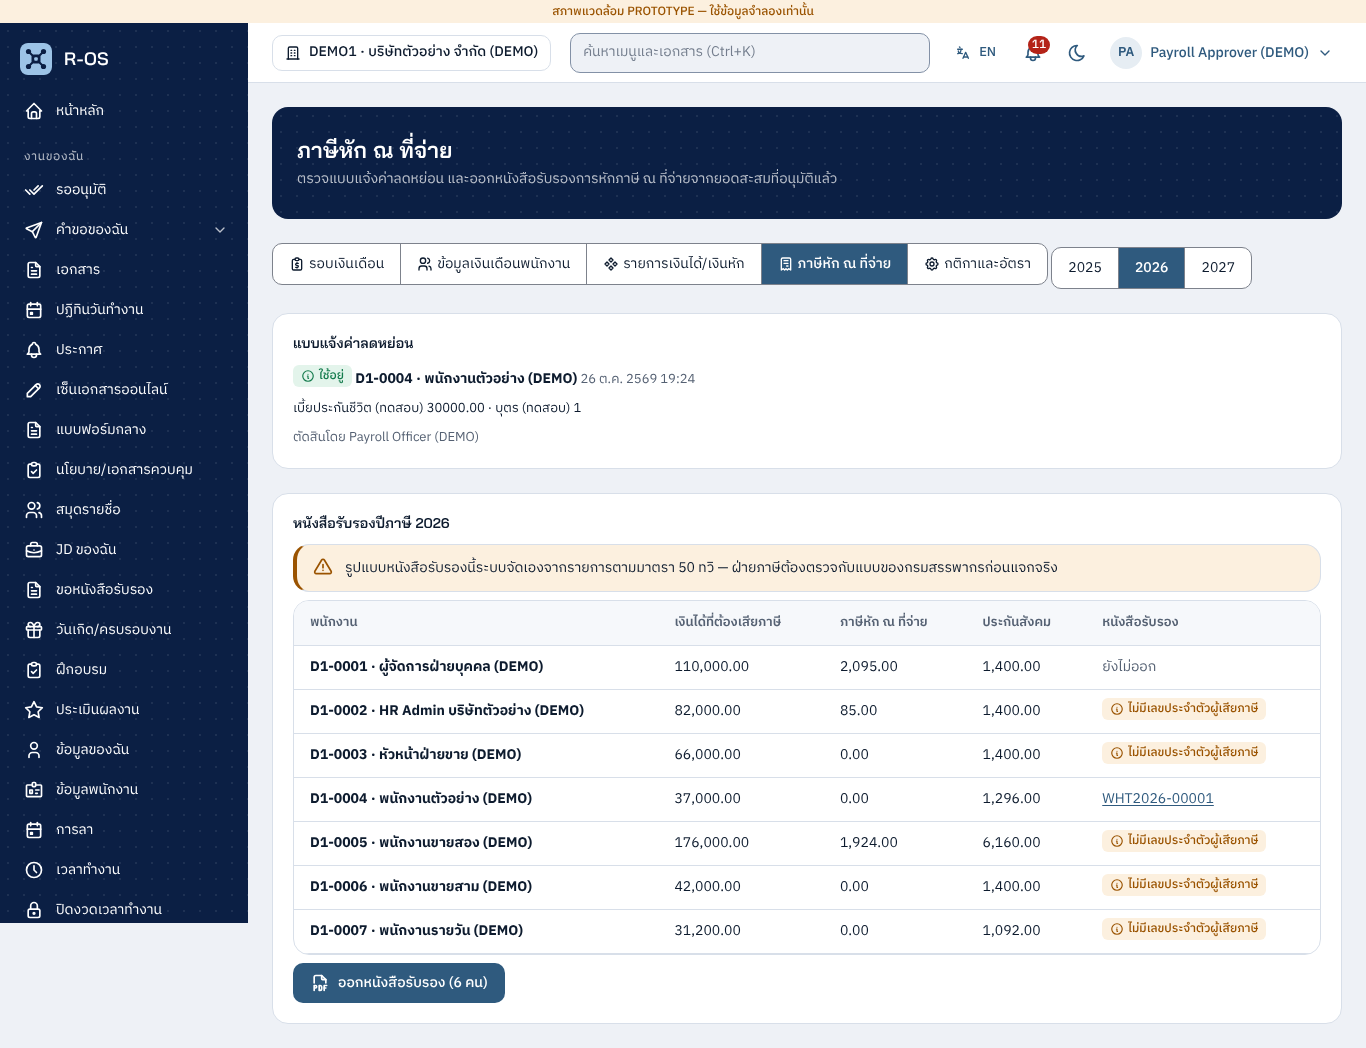 สภาพแวดล้อม PROTOTYPE — ใช้ข้อมูลจำลองเท่านั้น
R-OS
DEMO1 · บริษัทตัวอย่าง จำกัด (DEMO)
ค้นหาเมนูและเอกสาร (Ctrl+K)
EN
11
PA
Payroll Approver (DEMO)
หน้าหลัก
งานของฉัน
รออนุมัติ
คำขอของฉัน
เอกสาร
ปฏิทินวันทำงาน
ประกาศ
เซ็นเอกสารออนไลน์
แบบฟอร์มกลาง
นโยบาย/เอกสารควบคุม
สมุดรายชื่อ
JD ของฉัน
ขอหนังสือรับรอง
วันเกิด/ครบรอบงาน
ฝึกอบรม
ประเมินผลงาน
ข้อมูลของฉัน
ข้อมูลพนักงาน
การลา
เวลาทำงาน
ปิดงวดเวลาทำงาน
ภาษีหัก ณ ที่จ่าย
ตรวจแบบแจ้งค่าลดหย่อน และออกหนังสือรับรองการหักภาษี ณ ที่จ่ายจากยอดสะสมที่อนุมัติแล้ว
รอบเงินเดือน
ข้อมูลเงินเดือนพนักงาน
รายการเงินได้/เงินหัก
ภาษีหัก ณ ที่จ่าย
กติกาและอัตรา
2025
2026
2027
แบบแจ้งค่าลดหย่อน
ใช้อยู่ D1-0004 · พนักงานตัวอย่าง (DEMO) 26 ต.ค. 2569 19:24
เบี้ยประกันชีวิต (ทดสอบ) 30000.00 · บุตร (ทดสอบ) 1
ตัดสินโดย Payroll Officer (DEMO)
หนังสือรับรองปีภาษี 2026
รูปแบบหนังสือรับรองนี้ระบบจัดเองจากรายการตามมาตรา 50 ทวิ — ฝ่ายภาษีต้องตรวจกับแบบของกรมสรรพากรก่อนแจกจริง
พนักงาน เงินได้ที่ต้องเสียภาษี ภาษีหัก ณ ที่จ่าย ประกันสังคม หนังสือรับรอง
D1-0001 · ผู้จัดการฝ่ายบุคคล (DEMO) 110,000.00 2,095.00 1,400.00 ยังไม่ออก
D1-0002 · HR Admin บริษัทตัวอย่าง (DEMO) 82,000.00 85.00 1,400.00 ไม่มีเลขประจำตัวผู้เสียภาษี
D1-0003 · หัวหน้าฝ่ายขาย (DEMO) 66,000.00 0.00 1,400.00 ไม่มีเลขประจำตัวผู้เสียภาษี
D1-0004 · พนักงานตัวอย่าง (DEMO) 37,000.00 0.00 1,296.00 WHT2026-00001
D1-0005 · พนักงานขายสอง (DEMO) 176,000.00 1,924.00 6,160.00 ไม่มีเลขประจำตัวผู้เสียภาษี
D1-0006 · พนักงานขายสาม (DEMO) 42,000.00 0.00 1,400.00 ไม่มีเลขประจำตัวผู้เสียภาษี
D1-0007 · พนักงานรายวัน (DEMO) 31,200.00 0.00 1,092.00 ไม่มีเลขประจำตัวผู้เสียภาษี
PDF ออกหนังสือรับรอง (6 คน)